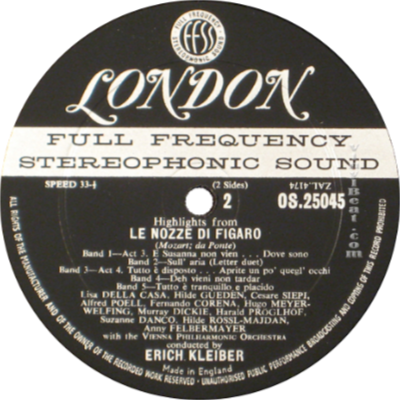 FULL FREQUENCY
FFSS
STEREOPHONIC SOUND
LONDON
FULL FREQUENCY
STEREOPHONIC SOUND
SPEED 33-⅓ (2 Sides) ZAL.4174
2 OS.25045
Highlights from
LE NOZZE DI FIGARO
(Mozart; da Ponte)
Band 1—Act 3. E Susanna non vien . . . Dove sono
Band 2—Sull' aria (Letter duet)
Band 3—Act 4. Tutto è disposto . . . Aprite un po' quegl' occhi
Band 4—Deh vieni non tardar
Band 5—Tutto è tranquillo e placido
Lisa DELLA CASA, Hilde GUEDEN, Cesare SIEPI,
Alfred POELL, Fernando CORENA, Hugo MEYER-
WELFING, Murray DICKIE, Harald PROGLHOF,
Suzanne DANCO, Hilde ROSSL-MAJDAN,
Anny FELBERMAYER
with the VIENNA PHILHARMONIC ORCHESTRA
conducted by
ERICH KLEIBER
Made in England
ALL RIGHTS OF THE MANUFACTURER AND OF THE OWNER OF THE RECORDED WORK RESERVED - UNAUTHORISED PUBLIC PERFORMANCE BROADCASTING AND COPYING OF THIS RECORD PROHIBITED